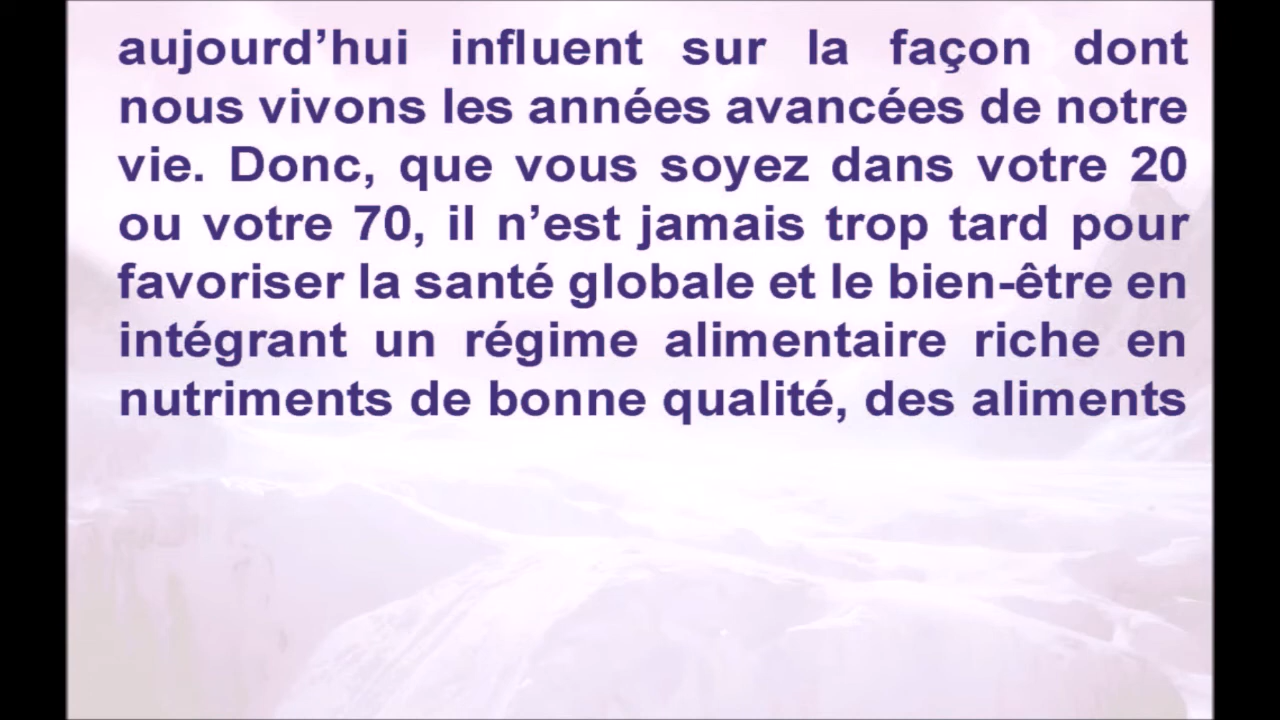 aujourd’hui influent sur la façon dont
nous vivons les années avancées de notre
vie. Donc, que vous soyez dans votre 20
ou votre 70, il n’est jamais trop tard pour
favoriser la santé globale et le bien-être en
intégrant un régime alimentaire riche en
nutriments de bonne qualité, des aliments